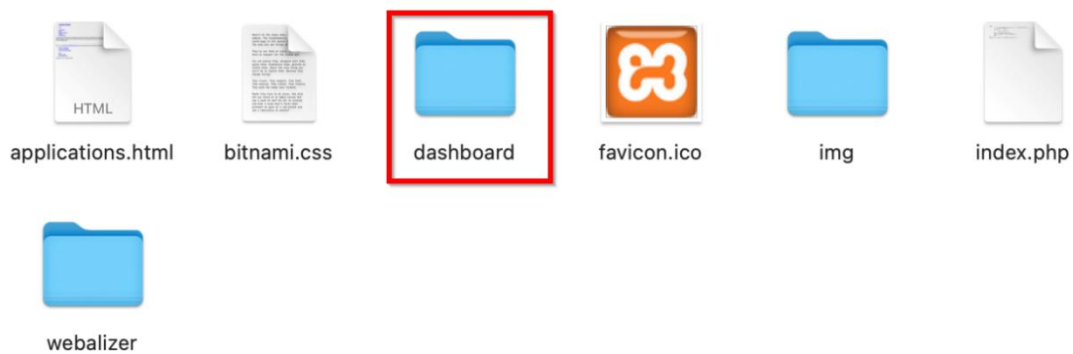 HTML
applications.html
bitnami.css
dashboard
favicon.ico
img
index.php
webalizer